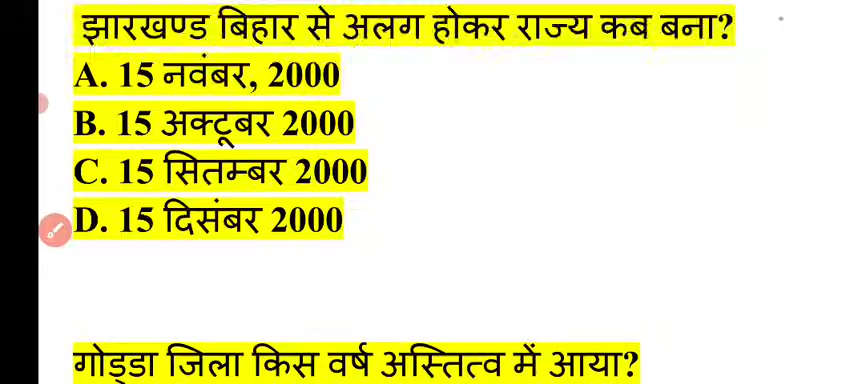 झारखण्ड बिहार से अलग होकर राज्य कब बना?
A. 15 नवंबर, 2000
B. 15 अक्टूबर 2000
C. 15 सितम्बर 2000
D. 15 दिसंबर 2000
गोड्डा जिला किस वर्ष अस्तित्व में आया?